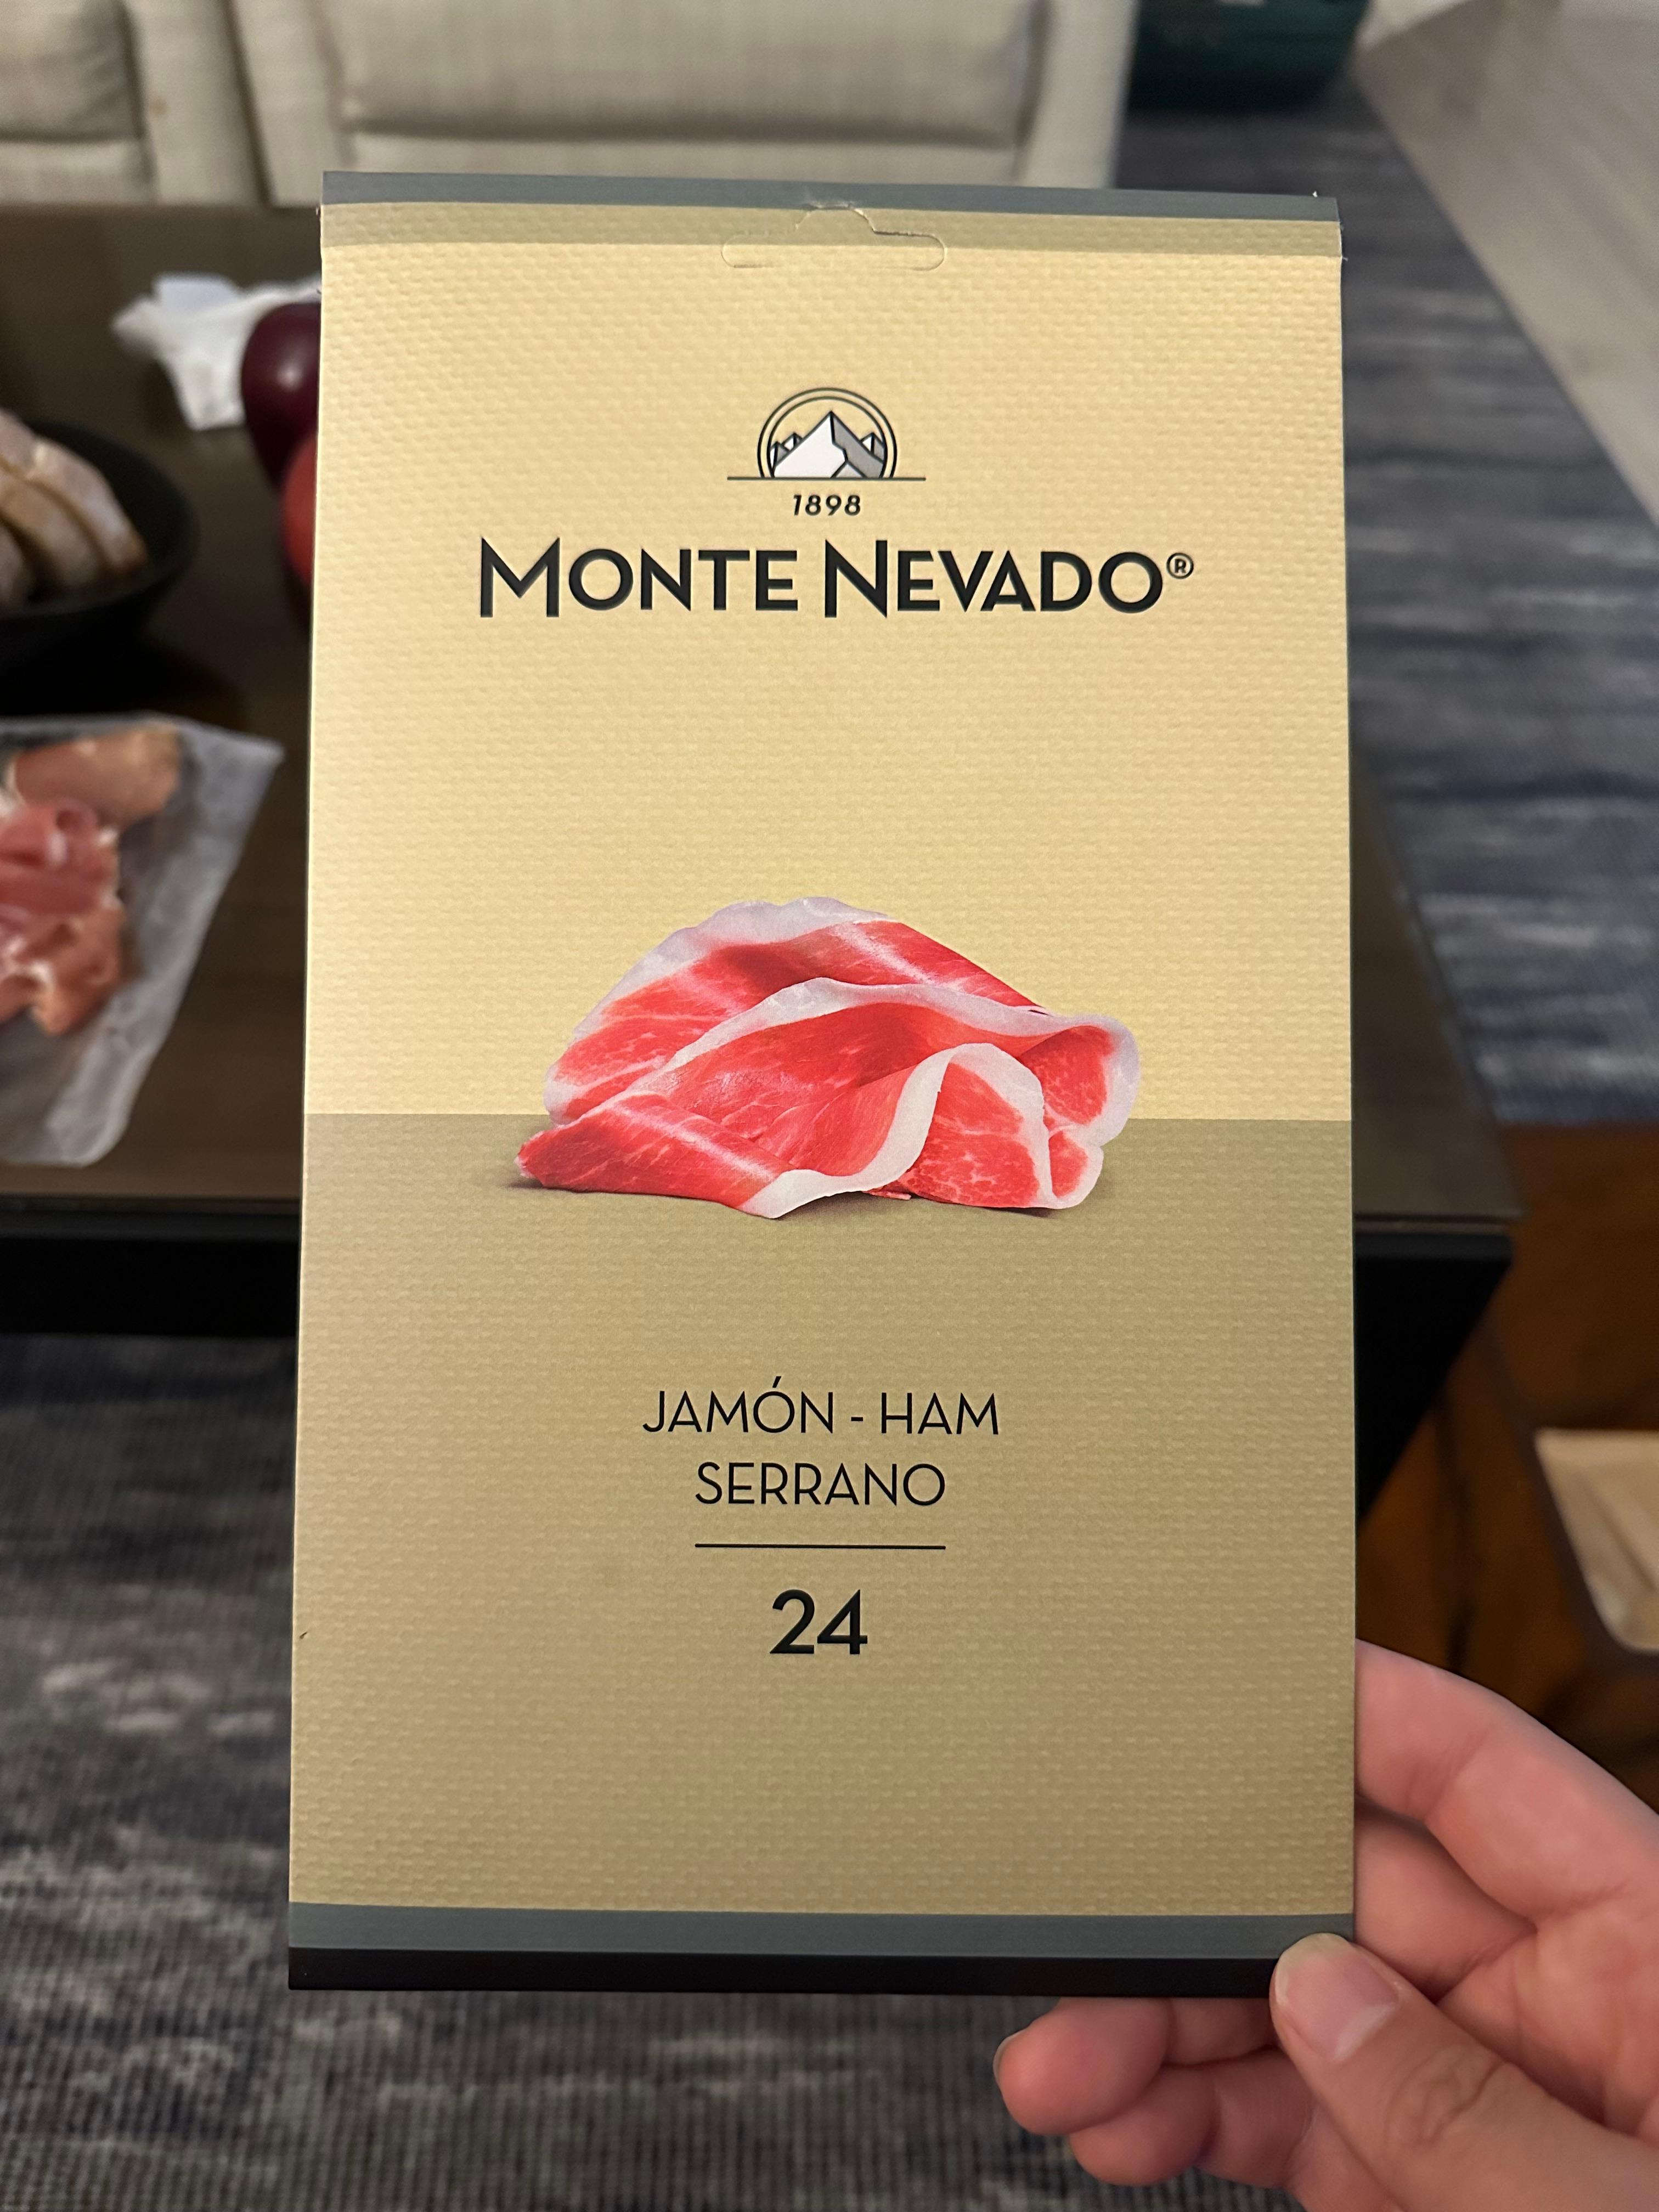 1898
MONTE NEVADO®
JAMÓN - HAM
SERRANO
24